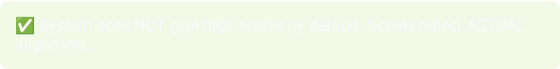 ✅ System does NOT give high scores by default. Scores reflect ACTUAL
alignment.